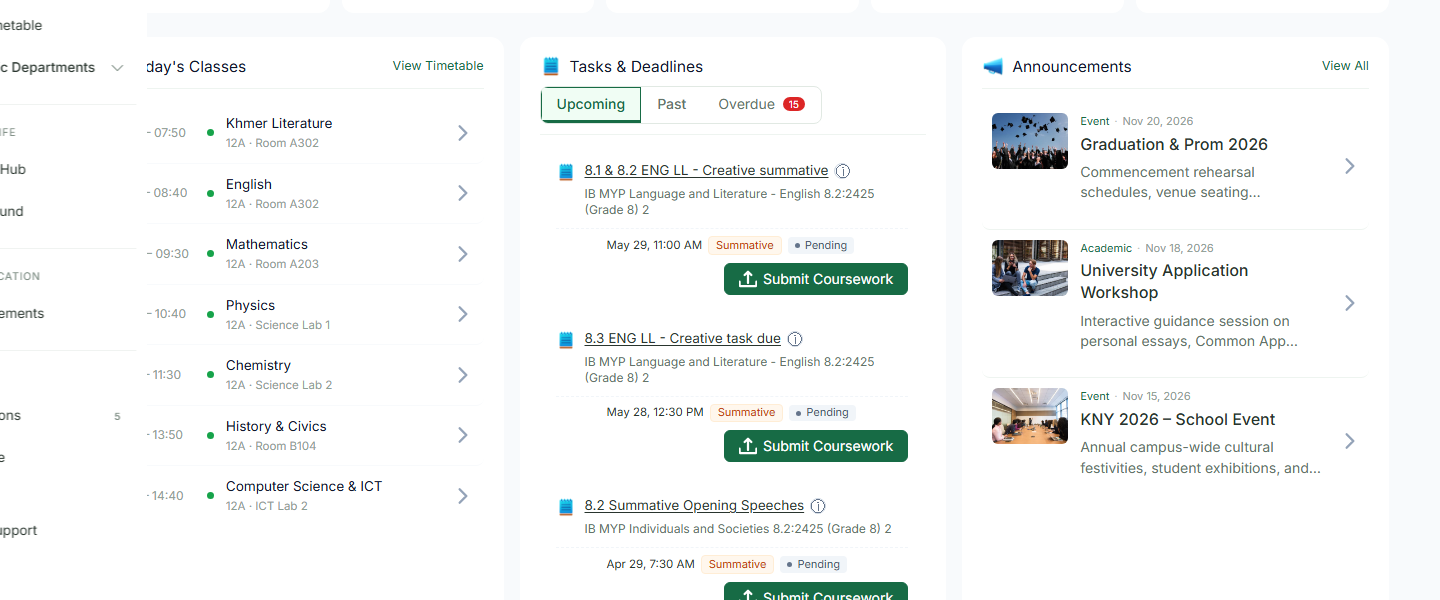 netable
c Departments
IFE
Hub
und
CATION
ements
ons
5
e
upport
day's Classes
View Timetable
- 07:50
Khmer Literature
12A · Room A302
- 08:40
English
12A · Room A302
- 09:30
Mathematics
12A · Room A203
- 10:40
Physics
12A · Science Lab 1
- 11:30
Chemistry
12A · Science Lab 2
- 13:50
History & Civics
12A · Room B104
- 14:40
Computer Science & ICT
12A · ICT Lab 2
Tasks & Deadlines
Upcoming
Past
Overdue 15
8.1 & 8.2 ENG LL - Creative summative
IB MYP Language and Literature - English 8.2:2425
(Grade 8) 2
May 29, 11:00 AM Summative Pending
Submit Coursework
8.3 ENG LL - Creative task due
IB MYP Language and Literature - English 8.2:2425
(Grade 8) 2
May 28, 12:30 PM Summative Pending
Submit Coursework
8.2 Summative Opening Speeches
IB MYP Individuals and Societies 8.2:2425 (Grade 8) 2
Apr 29, 7:30 AM Summative Pending
Submit Coursework
Announcements
View All
Event · Nov 20, 2026
Graduation & Prom 2026
Commencement rehearsal
schedules, venue seating...
Academic · Nov 18, 2026
University Application
Workshop
Interactive guidance session on
personal essays, Common App...
Event · Nov 15, 2026
KNY 2026 – School Event
Annual campus-wide cultural
festivities, student exhibitions, and...